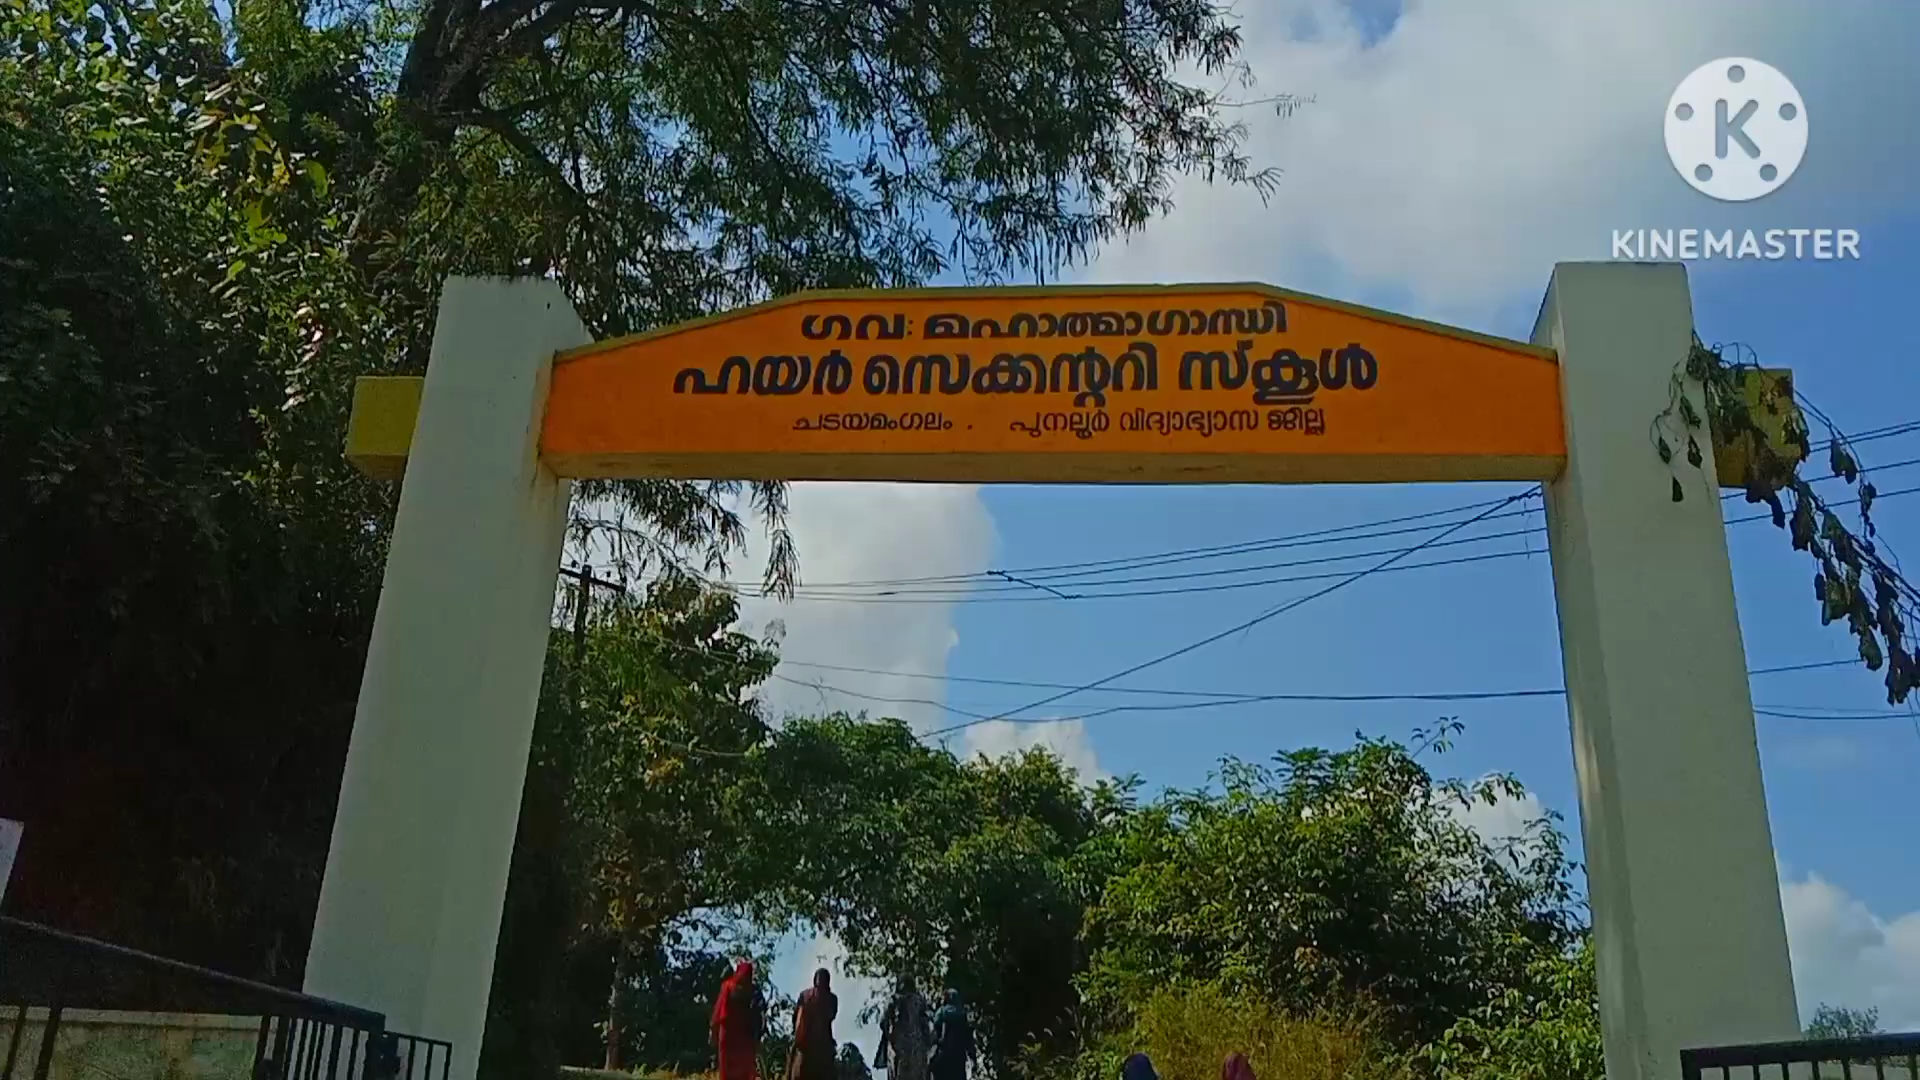 ഗവ: മഹാത്മാഗാന്ധി
ഹയർ സെക്കന്ററി സ്കൂൾ
ചടയമംഗലം . പുനലൂർ വിദ്യാഭ്യാസ ജില്ല
K
KINEMASTER